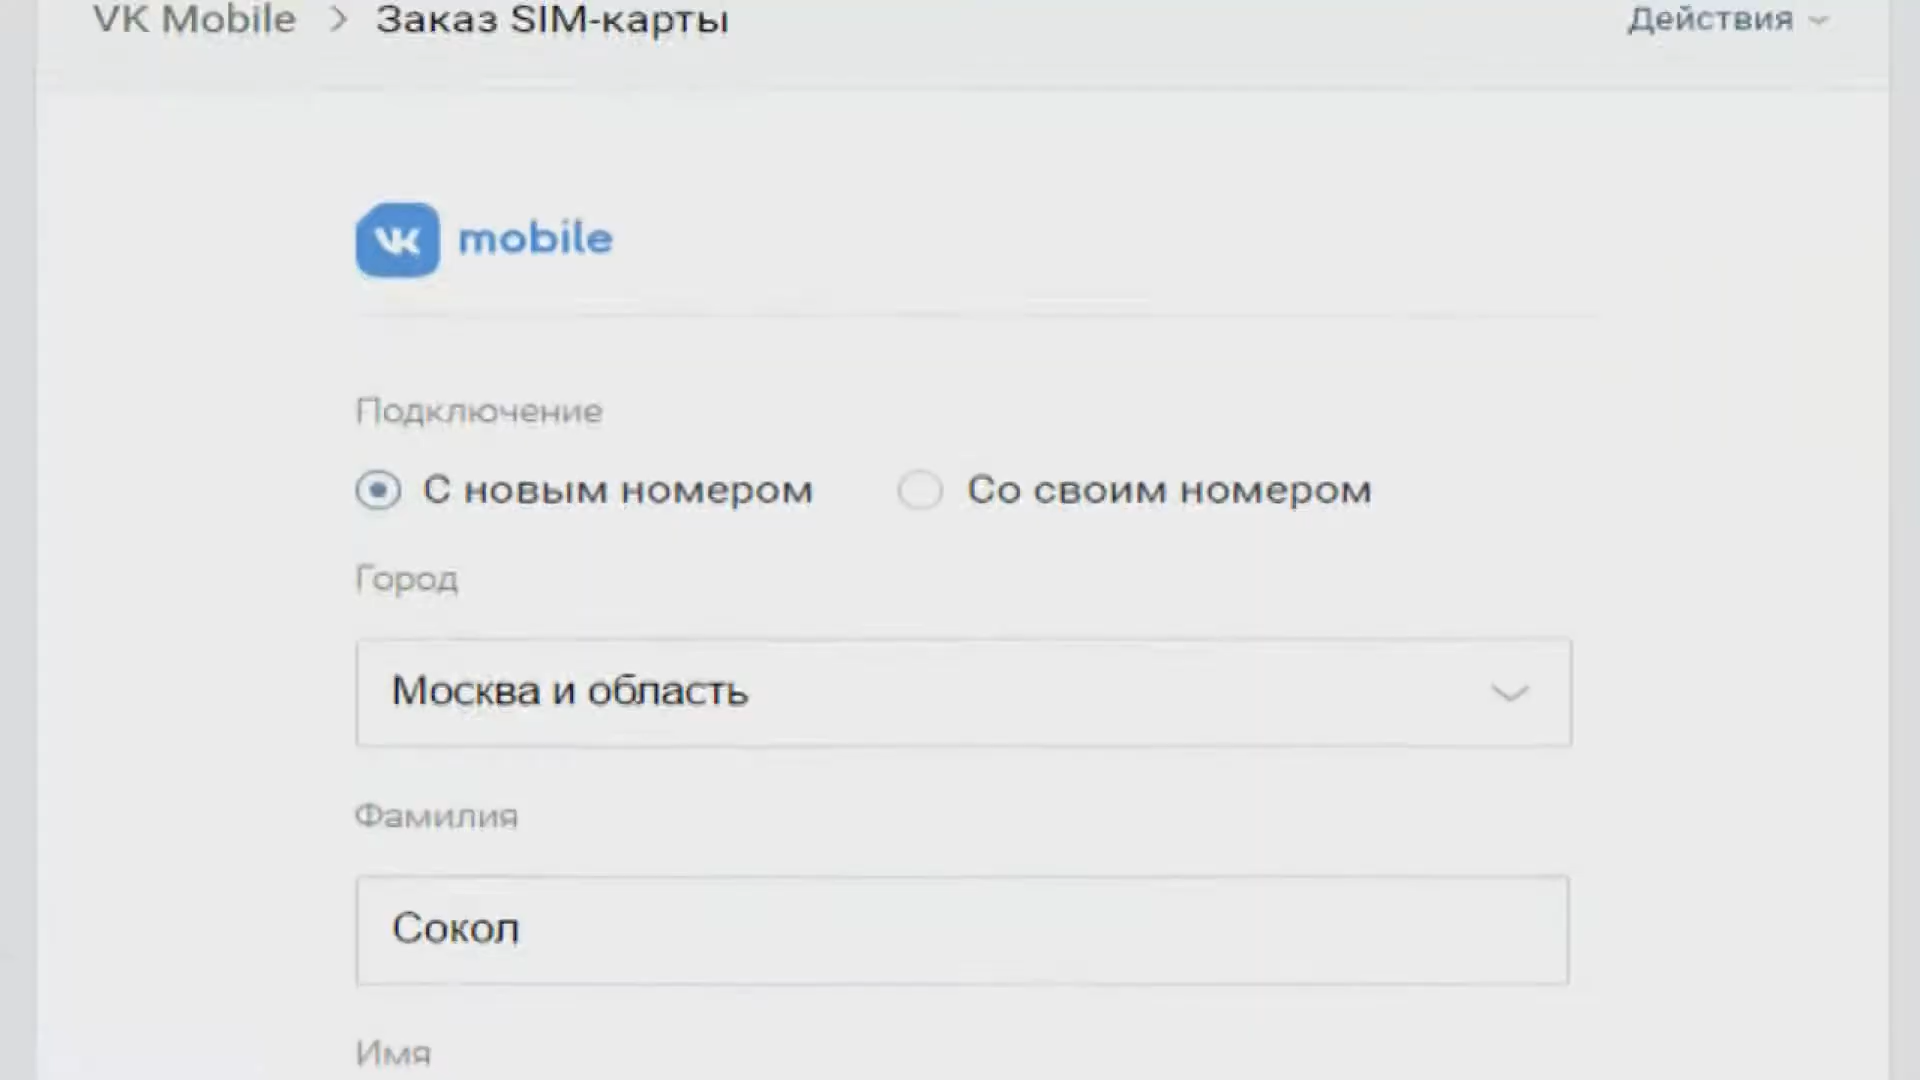 VK Mobile > Заказ SIM-карты
Действия
VK mobile
Подключение
С новым номером
Со своим номером
Город
Москва и область
Фамилия
Сокол
Имя